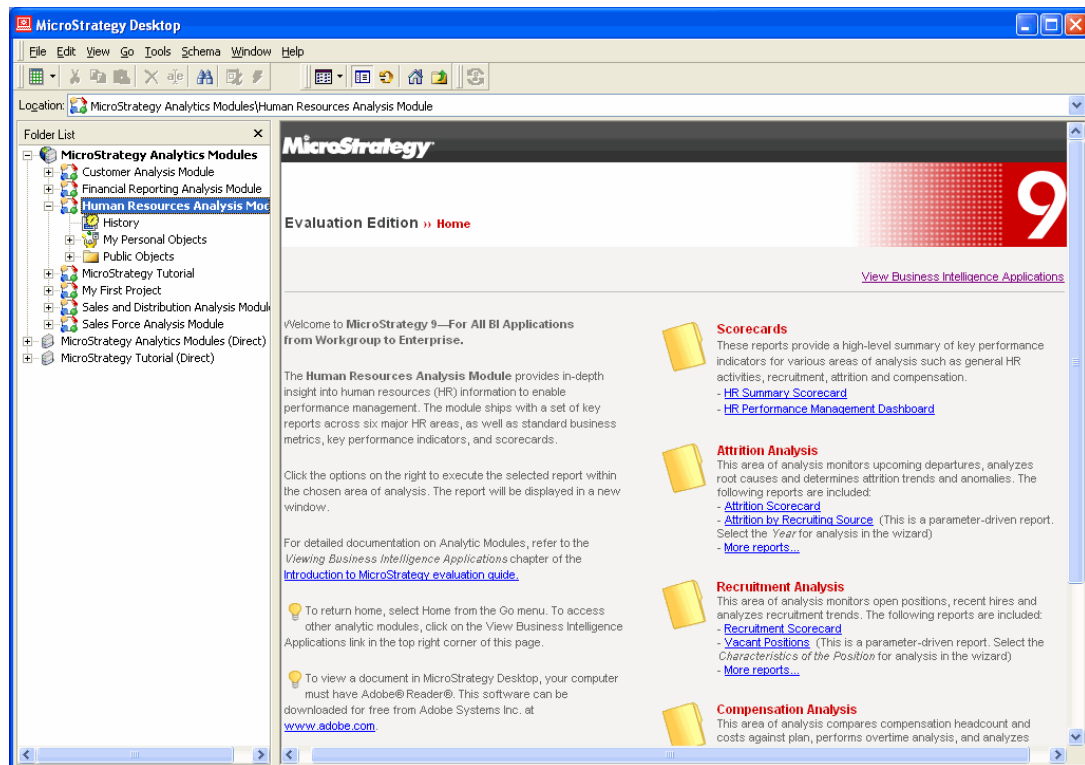 MicroStrategy Desktop
File Edit View Go Tools Schema Window Help
Location: MicroStrategy Analytics Modules\Human Resources Analysis Module
Folder List
MicroStrategy Analytics Modules
Customer Analysis Module
Financial Reporting Analysis Module
Human Resources Analysis Moc
History
My Personal Objects
Public Objects
MicroStrategy Tutorial
My First Project
Sales and Distribution Analysis Modul
Sales Force Analysis Module
MicroStrategy Analytics Modules (Direct)
MicroStrategy Tutorial (Direct)
MicroStrategy
9
Evaluation Edition » Home
View Business Intelligence Applications
Welcome to MicroStrategy 9—For All BI Applications
from Workgroup to Enterprise.
The Human Resources Analysis Module provides in-depth
insight into human resources (HR) information to enable
performance management. The module ships with a set of key
reports across six major HR areas, as well as standard business
metrics, key performance indicators, and scorecards.
Click the options on the right to execute the selected report within
the chosen area of analysis. The report will be displayed in a new
window.
For detailed documentation on Analytic Modules, refer to the
Viewing Business Intelligence Applications chapter of the
Introduction to MicroStrategy evaluation guide.
To return home, select Home from the Go menu. To access
other analytic modules, click on the View Business Intelligence
Applications link in the top right corner of this page.
To view a document in MicroStrategy Desktop, your computer
must have Adobe® Reader®. This software can be
downloaded for free from Adobe Systems Inc. at
www.adobe.com.
Scorecards
These reports provide a high-level summary of key performance
indicators for various areas of analysis such as general HR
activities, recruitment, attrition and compensation.
- HR Summary Scorecard
- HR Performance Management Dashboard
Attrition Analysis
This area of analysis monitors upcoming departures, analyzes
root causes and determines attrition trends and anomalies. The
following reports are included:
- Attrition Scorecard
- Attrition by Recruiting Source (This is a parameter-driven report.
Select the Year for analysis in the wizard)
- More reports...
Recruitment Analysis
This area of analysis monitors open positions, recent hires and
analyzes recruitment trends. The following reports are included:
- Recruitment Scorecard
- Vacant Positions (This is a parameter-driven report. Select the
Characteristics of the Position for analysis in the wizard)
- More reports...
Compensation Analysis
This area of analysis compares compensation headcount and
costs against plan, performs overtime analysis, and analyzes